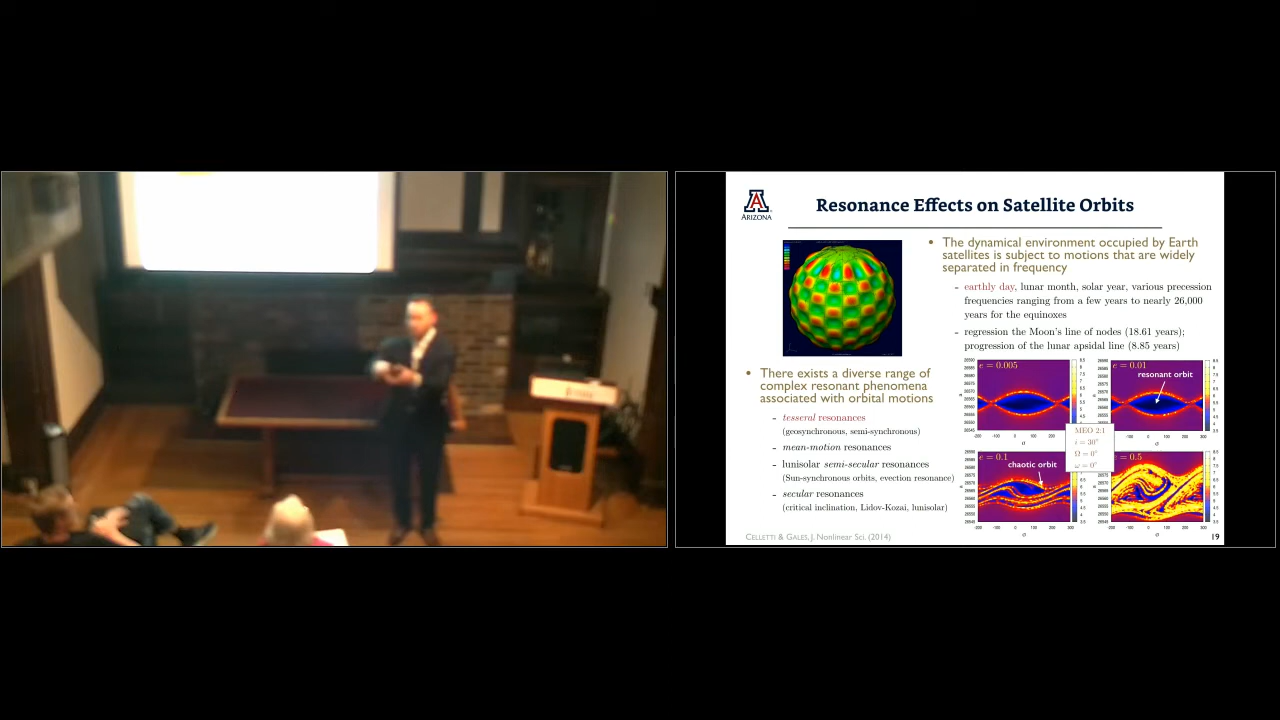 ARIZONA
Resonance Effects on Satellite Orbits
• There exists a diverse range of
complex resonant phenomena
associated with orbital motions
- tesseral resonances
(geosynchronous, semi-synchronous)
- mean-motion resonances
- lunisolar semi-secular resonances
(Sun-synchronous orbits, evection resonance)
- secular resonances
(critical inclination, Lidov-Kozai, lunisolar)
• The dynamical environment occupied by Earth
satellites is subject to motions that are widely
separated in frequency
- earthly day, lunar month, solar year, various precession
frequencies ranging from a few years to nearly 26,000
years for the equinoxes
- regression the Moon's line of nodes (18.61 years);
progression of the lunar apsidal line (8.85 years)
e = 0.005
e = 0.01
resonant orbit
MEO 2:1
i = 30°
Ω = 0°
ω = 0°
e = 0.1
chaotic orbit
= 0.5
CELLETTI & GALES, J. Nonlinear Sci. (2014)
19